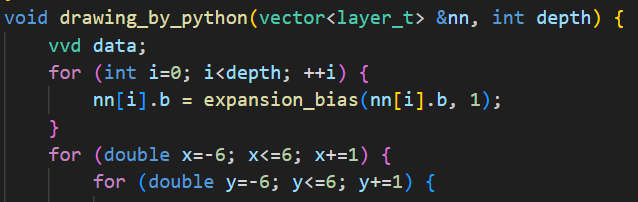 void drawing_by_python(vector<layer_t> &nn, int depth) {
    vvd data;
    for (int i=0; i<depth; ++i) {
        nn[i].b = expansion_bias(nn[i].b, 1);
    }
    for (double x=-6; x<=6; x+=1) {
        for (double y=-6; y<=6; y+=1) {